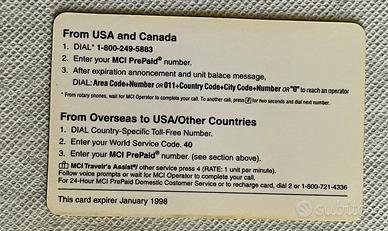 From USA and Canada
1. DIAL* 1-800-249-5883
2. Enter your MCI PrePaid® number.
3. After expiration annoncement and unit balace message,
DIAL: Area Code+Number OR 011+Country Code+City Code+Number OR "0" to reach an operator
* From rotary phones, wait for MCI Operator to complete your call. To another call, press # for two seconds and dial next number.
From Overseas to USA/Other Countries
1. DIAL Country-Specific Toll-Free Number.
2. Enter your World Service Code. 40
3. Enter your MCI PrePaid® number. (see section above).
MCI Travelr's Assist®/ other service press 4 (RATE: 1 unit per minute).
Follow voice prompts or wait for MCI Operator to complete your call.
For 24-Hour MCI PrePaid Domestic Costomer Service or to recharge card, dial 2 or 1-800-721-4336
This card expirer January 1998
subito